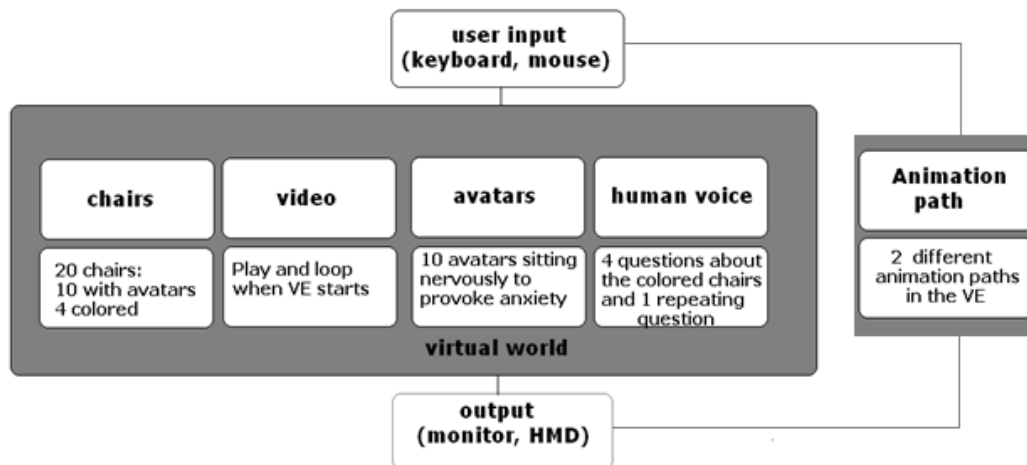 user input
(keyboard, mouse)
chairs
20 chairs:
10 with avatars
4 colored
video
Play and loop
when VE starts
avatars
10 avatars sitting
nervously to
provoke anxiety
human voice
4 questions about
the colored chairs
and 1 repeating
question
virtual world
Animation
path
2 different
animation paths
in the VE
output
(monitor, HMD)